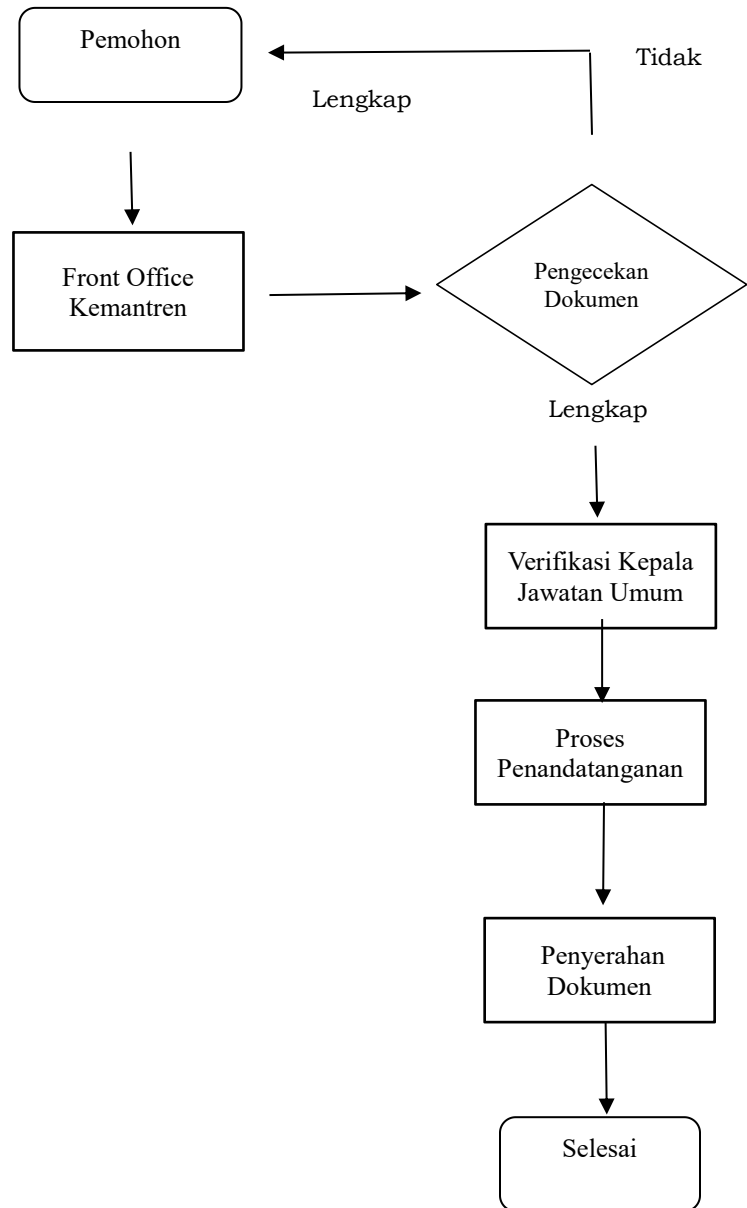 Pemohon
Tidak
Lengkap
Front Office
Kemantren
Pengecekan
Dokumen
Lengkap
Verifikasi Kepala
Jawatan Umum
Proses
Penandatanganan
Penyerahan
Dokumen
Selesai